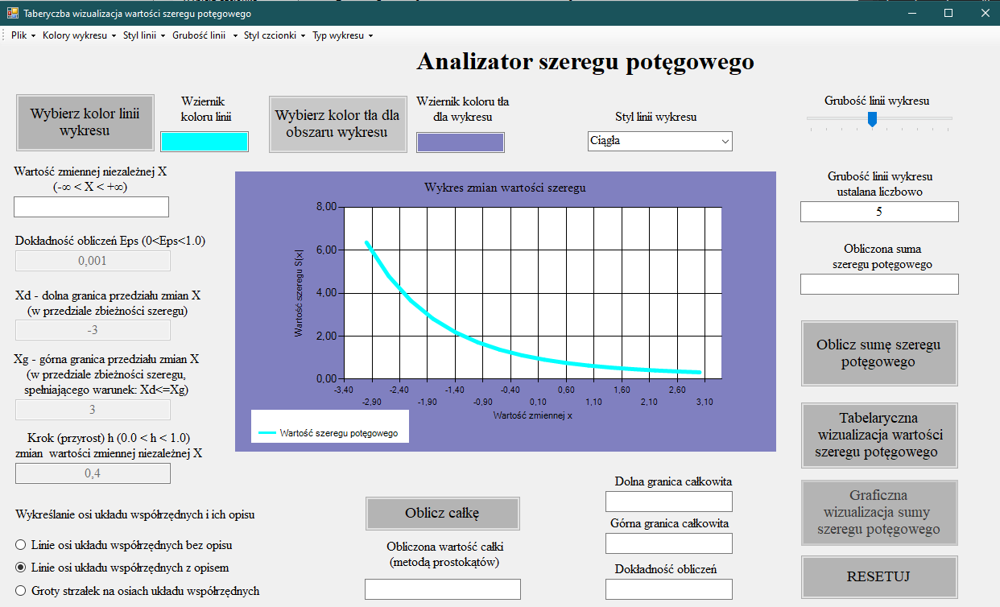 Taberyczba wizualizacja wartości szeregu potęgowego
Plik Kolory wykresu Styl linii Grubość linii Styl czcionki Typ wykresu
Analizator szeregu potęgowego
Wybierz kolor linii
wykresu
Wziernik
koloru linii
Wybierz kolor tła dla
obszaru wykresu
Wziernik koloru tła
dla wykresu
Styl linii wykresu
Ciągła
Grubość linii wykresu
Wartość zmiennej niezależnej X
(-∞ < X < +∞)
Dokładność obliczeń Eps (0<Eps<1.0)
0,001
Xd - dolna granica przedziału zmian X
(w przedziale zbieżności szeregu)
-3
Xg - górna granica przedziału zmian X
(w przedziale zbieżności szeregu,
spełniającego warunek: Xd<=Xg)
3
Krok (przyrost) h (0.0 < h < 1.0)
zmian wartości zmiennej niezależnej X
0,4
Wykreślanie osi układu współrzędnych i ich opisu
Linie osi układu współrzędnych bez opisu
Linie osi układu współrzędnych z opisem
Groty strzałek na osiach układu współrzędnych
Wykres zmian wartości szeregu
Wartość szeregu S(x)
8,00
6,00
4,00
2,00
0,00
-3,40 -2,40 -1,40 -0,40 0,60 1,60 2,60
-2,90 -1,90 -0,90 0,10 1,10 2,10 3,10
Wartość zmiennej x
Wartość szeregu potęgowego
Oblicz całkę
Obliczona wartość całki
(metodą prostokątów)
Dolna granica całkowita
Górna granica całkowita
Dokładność obliczeń
Grubość linii wykresu
ustalana liczbowo
5
Obliczona suma
szeregu potęgowego
Oblicz sumę szeregu
potęgowego
Tabelaryczna
wizualizacja wartości
szeregu potęgowego
Graficzna
wizualizacja sumy
szeregu potęgowego
RESETUJ